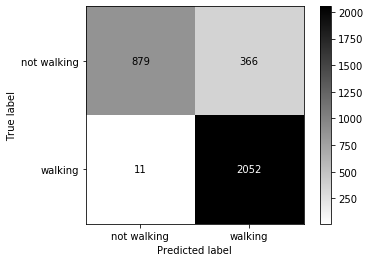 not walking
walking
True label
879
366
11
2052
not walking
walking
Predicted label
2000
1750
1500
1250
1000
750
500
250